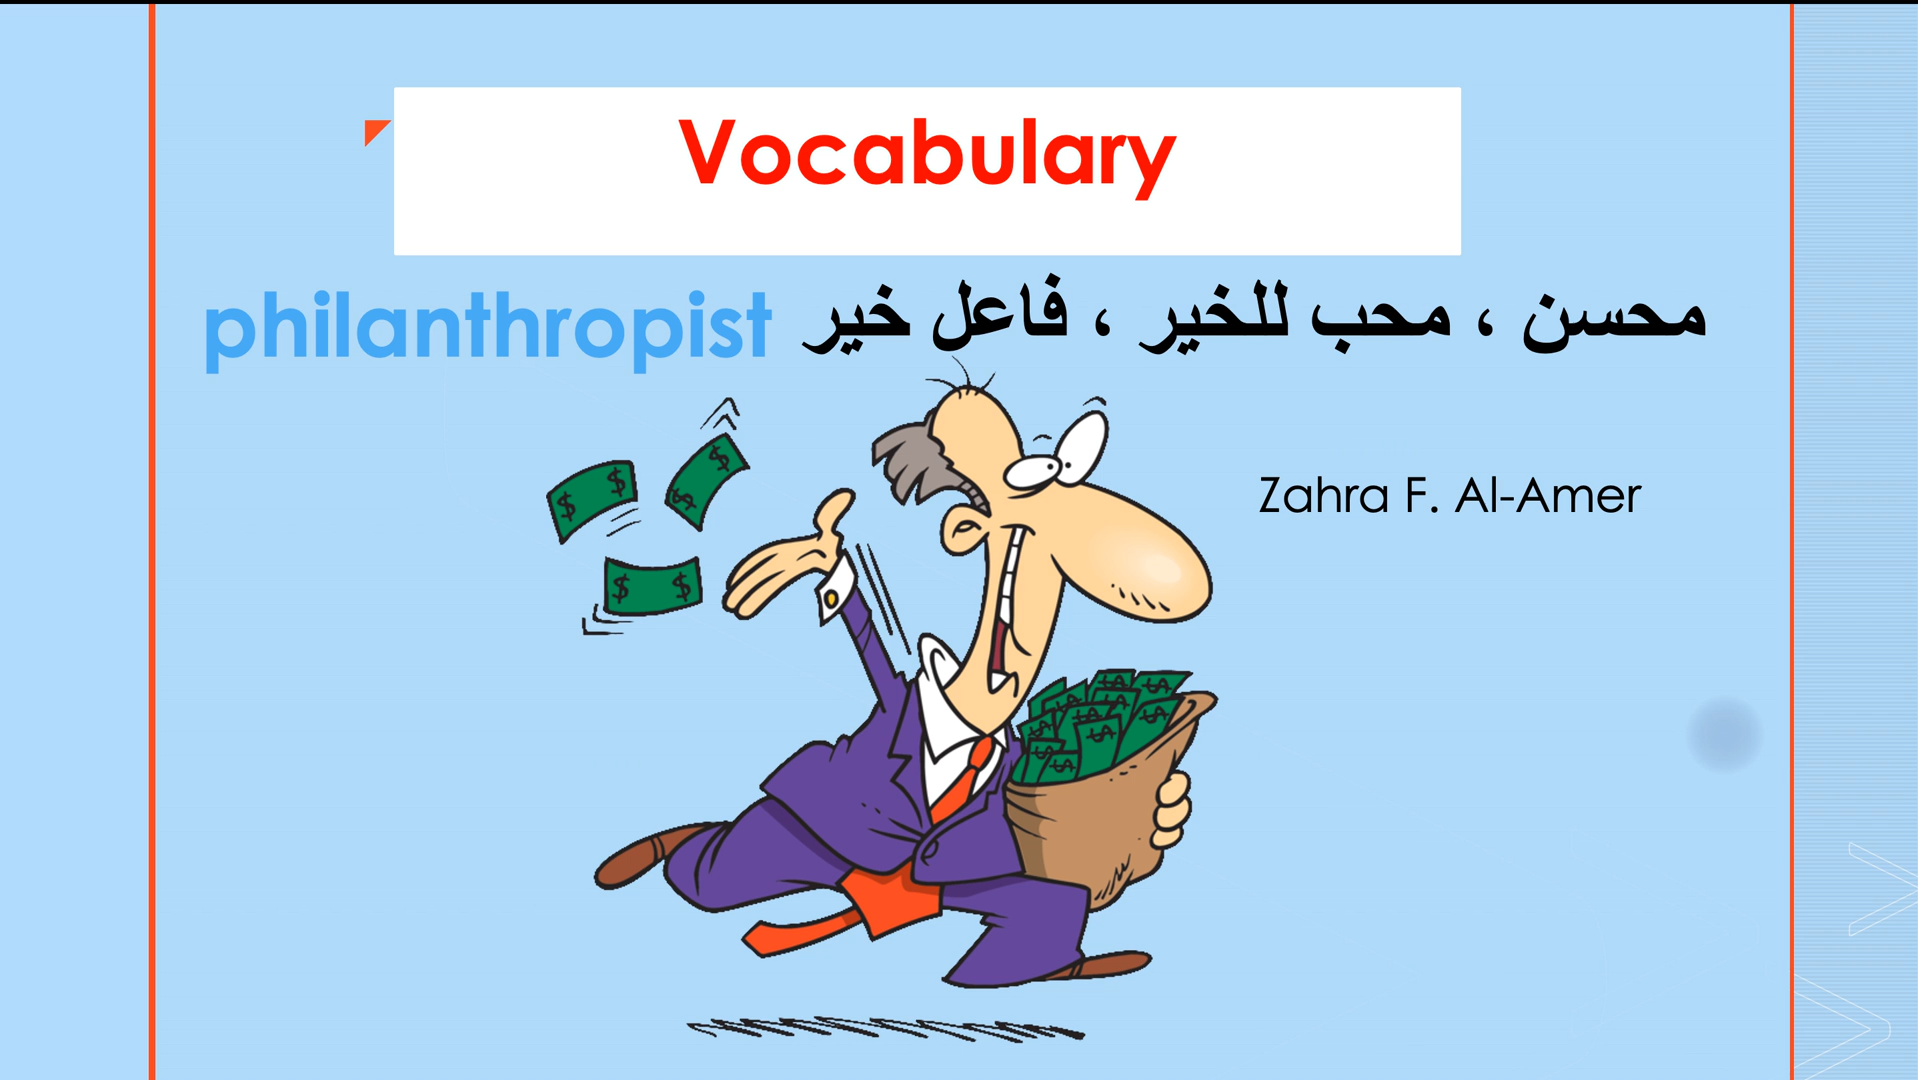 Vocabulary
philanthropist محسن ، محب للخير ، فاعل خير
Zahra F. Al-Amer